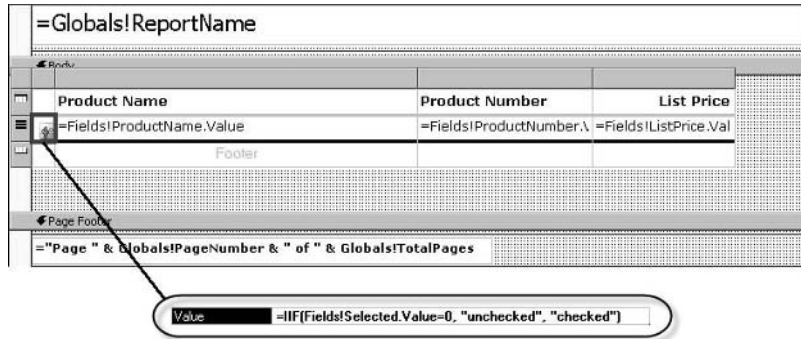 =Globals!ReportName
Body
Product Name Product Number List Price
=Fields!ProductName.Value =Fields!ProductNumber.\ =Fields!ListPrice.Val
Footer
Page Footer
="Page " & Globals!PageNumber & " of " & Globals!TotalPages
Value =IIF(Fields!Selected.Value=0, "unchecked", "checked")